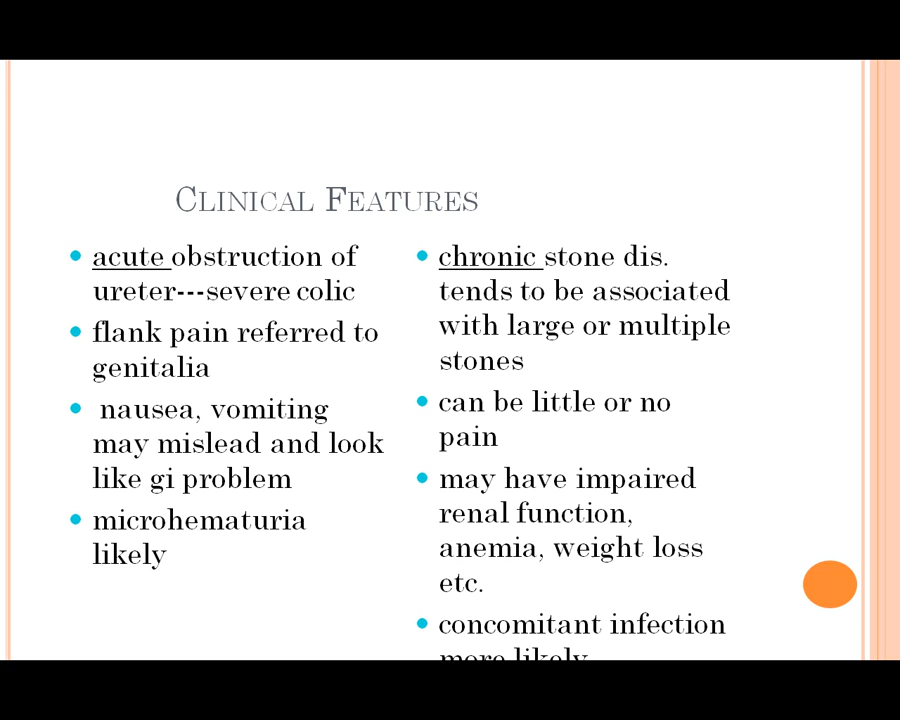 CLINICAL FEATURES
acute obstruction of
ureter---severe colic
flank pain referred to
genitalia
nausea, vomiting
may mislead and look
like gi problem
microhematuria
likely
chronic stone dis.
tends to be associated
with large or multiple
stones
can be little or no
pain
may have impaired
renal function,
anemia, weight loss
etc.
concomitant infection
more likely